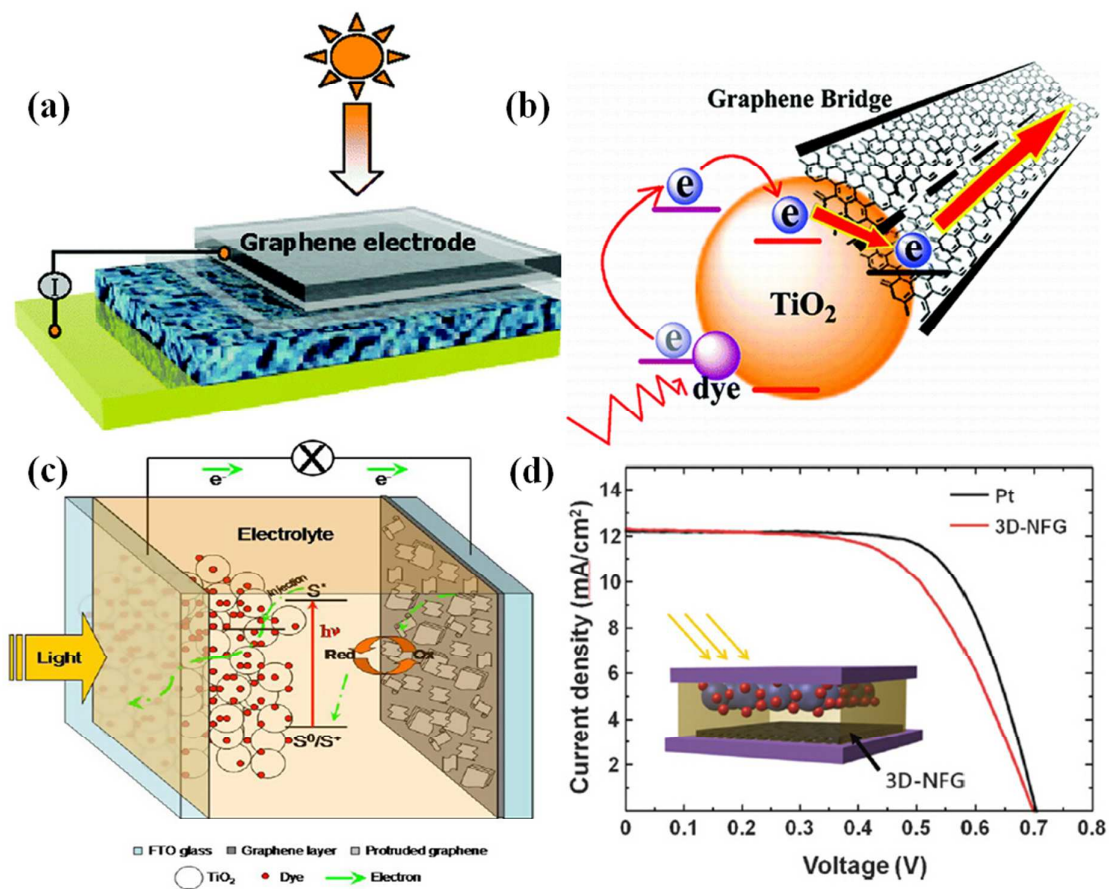 (a)
Graphene electrode
I
(b)
Graphene Bridge
e
e
e
e
TiO₂
dye
(c)
e⁻
e⁻
Electrolyte
Injection
S*
hν
Red
Ox
Light
S⁰/S⁺
FTO glass
Graphene layer
Protruded graphene
TiO₂
Dye
Electron
(d)
14
12
10
8
6
4
2
Current density (mA/cm²)
Pt
3D-NFG
3D-NFG
0 0.1 0.2 0.3 0.4 0.5 0.6 0.7 0.8
Voltage (V)